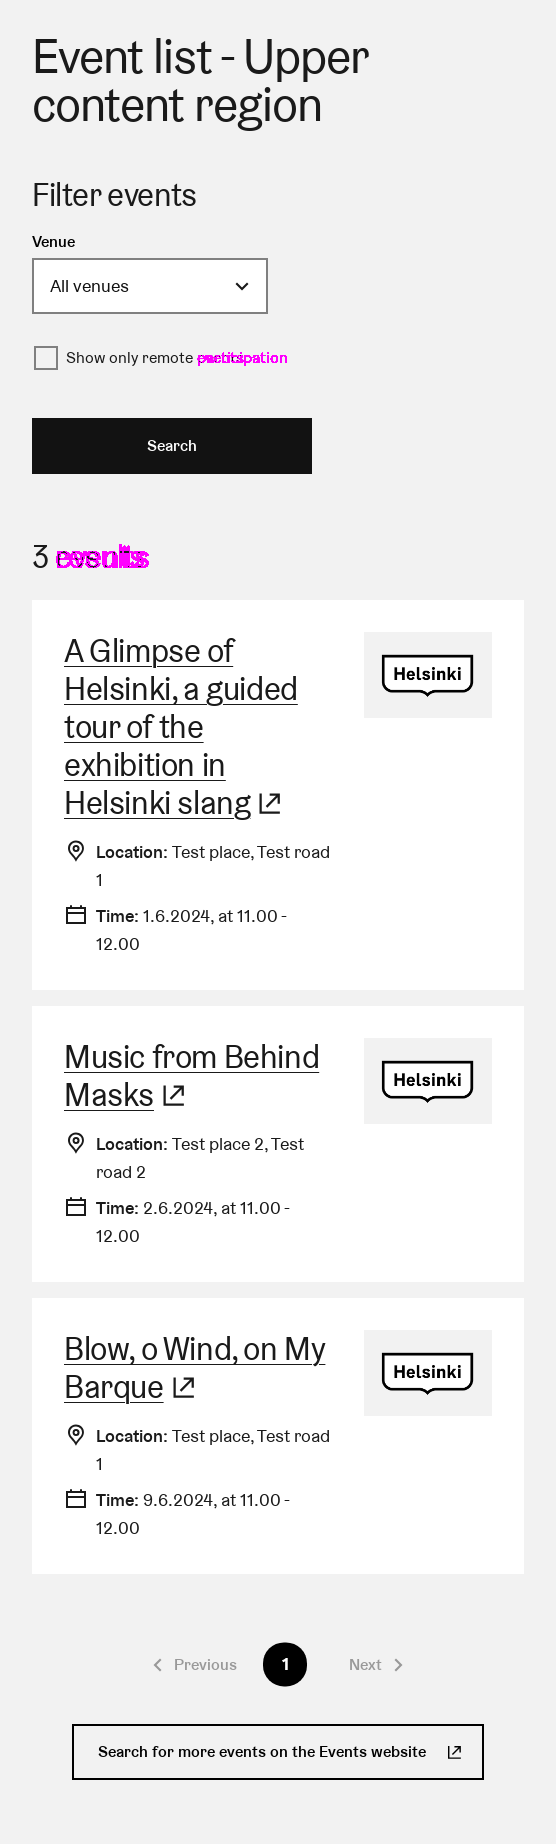 Event list - Upper
content region
Filter events
Venue
All venues
Show only remote
Search
3
A Glimpse of
Helsinki, a guided
tour of the
exhibition in
Helsinki slang
Helsinki
Location: Test place, Test road
1
Time: 1.6.2024, at 11.00 -
12.00
Music from Behind
Masks
Helsinki
Location: Test place 2, Test
road 2
Time: 2.6.2024, at 11.00 -
12.00
Blow, o Wind, on My
Barque
Helsinki
Location: Test place, Test road
1
Time: 9.6.2024, at 11.00 -
12.00
Previous 1 Next
Search for more events on the Events website